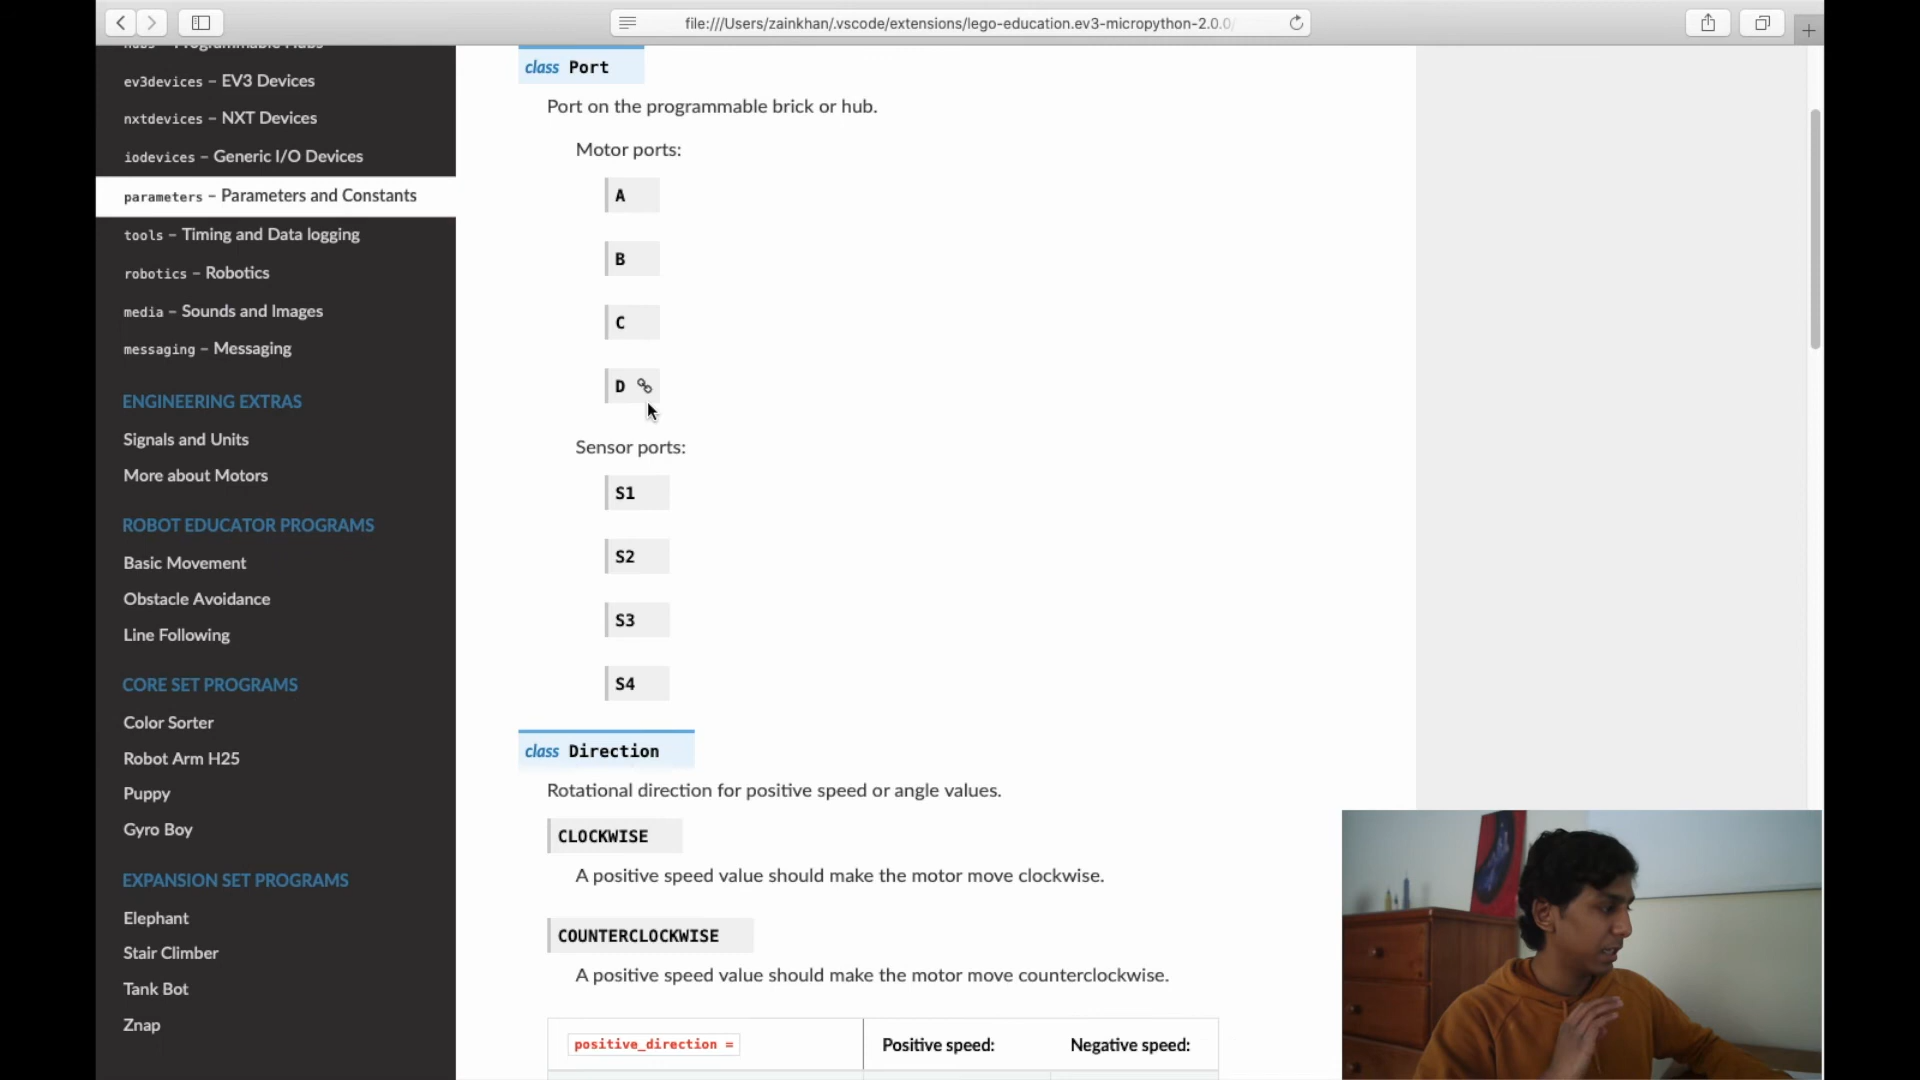 file:///Users/zainkhan/.vscode/extensions/lego-education.ev3-micropython-2.0.0/
hubs – Programmable Hubs
ev3devices – EV3 Devices
nxtdevices – NXT Devices
iodevices – Generic I/O Devices
parameters – Parameters and Constants
tools – Timing and Data logging
robotics – Robotics
media – Sounds and Images
messaging – Messaging
ENGINEERING EXTRAS
Signals and Units
More about Motors
ROBOT EDUCATOR PROGRAMS
Basic Movement
Obstacle Avoidance
Line Following
CORE SET PROGRAMS
Color Sorter
Robot Arm H25
Puppy
Gyro Boy
EXPANSION SET PROGRAMS
Elephant
Stair Climber
Tank Bot
Znap
class Port
Port on the programmable brick or hub.
Motor ports:
A
B
C
D
Sensor ports:
S1
S2
S3
S4
class Direction
Rotational direction for positive speed or angle values.
CLOCKWISE
A positive speed value should make the motor move clockwise.
COUNTERCLOCKWISE
A positive speed value should make the motor move counterclockwise.
positive_direction = Positive speed: Negative speed: